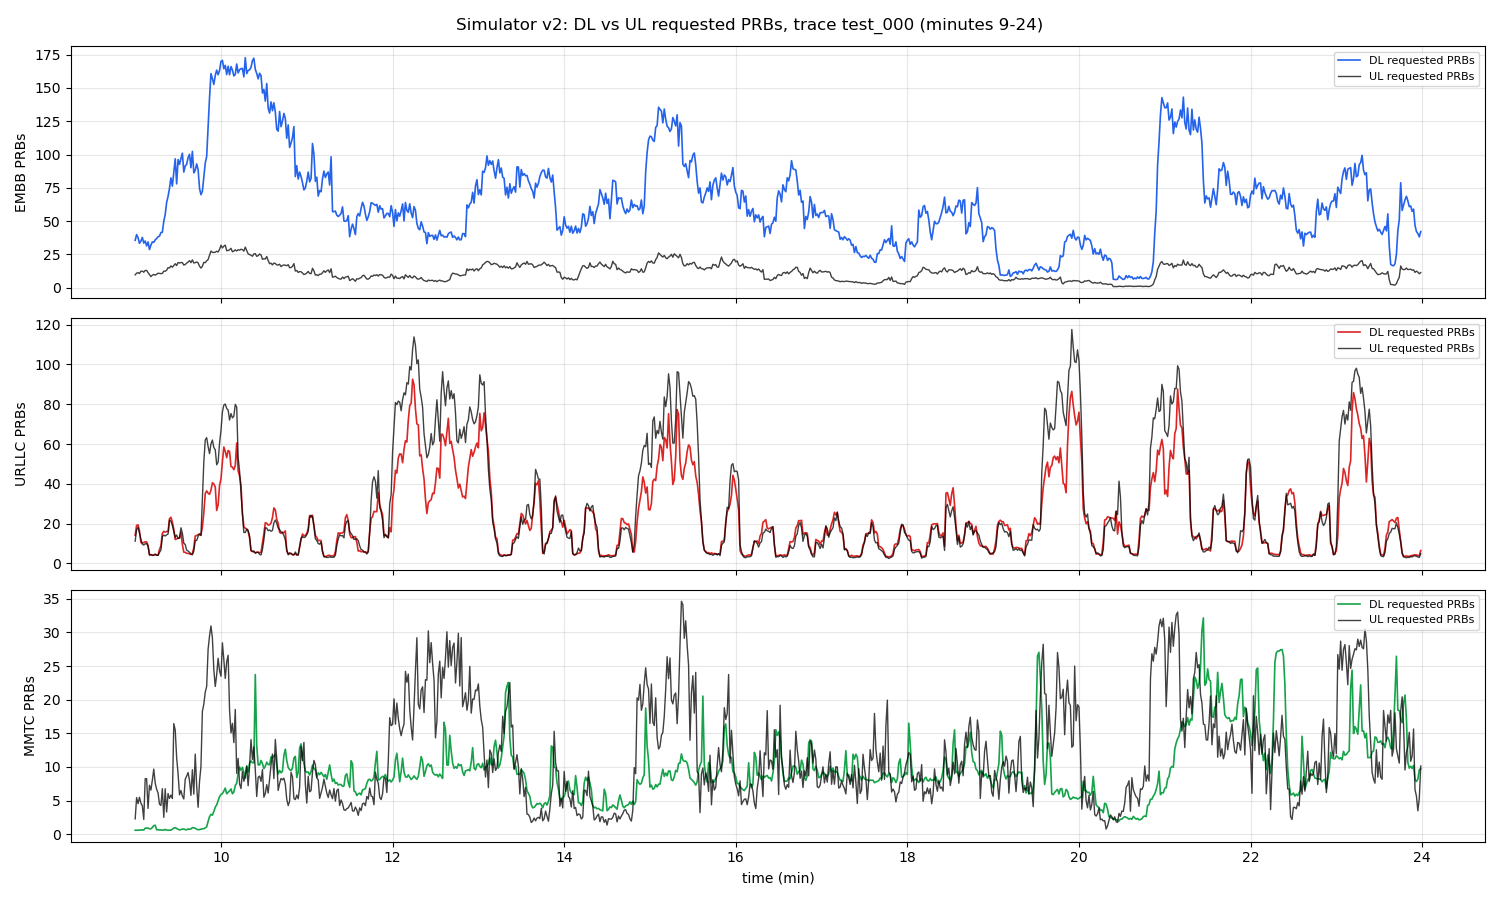 Simulator v2: DL vs UL requested PRBs, trace test_000 (minutes 9-24)
EMBB PRBs
175
150
125
100
75
50
25
0
DL requested PRBs
UL requested PRBs
URLLC PRBs
120
100
80
60
40
20
0
DL requested PRBs
UL requested PRBs
MMTC PRBs
35
30
25
20
15
10
5
0
DL requested PRBs
UL requested PRBs
10 12 14 16 18 20 22 24
time (min)